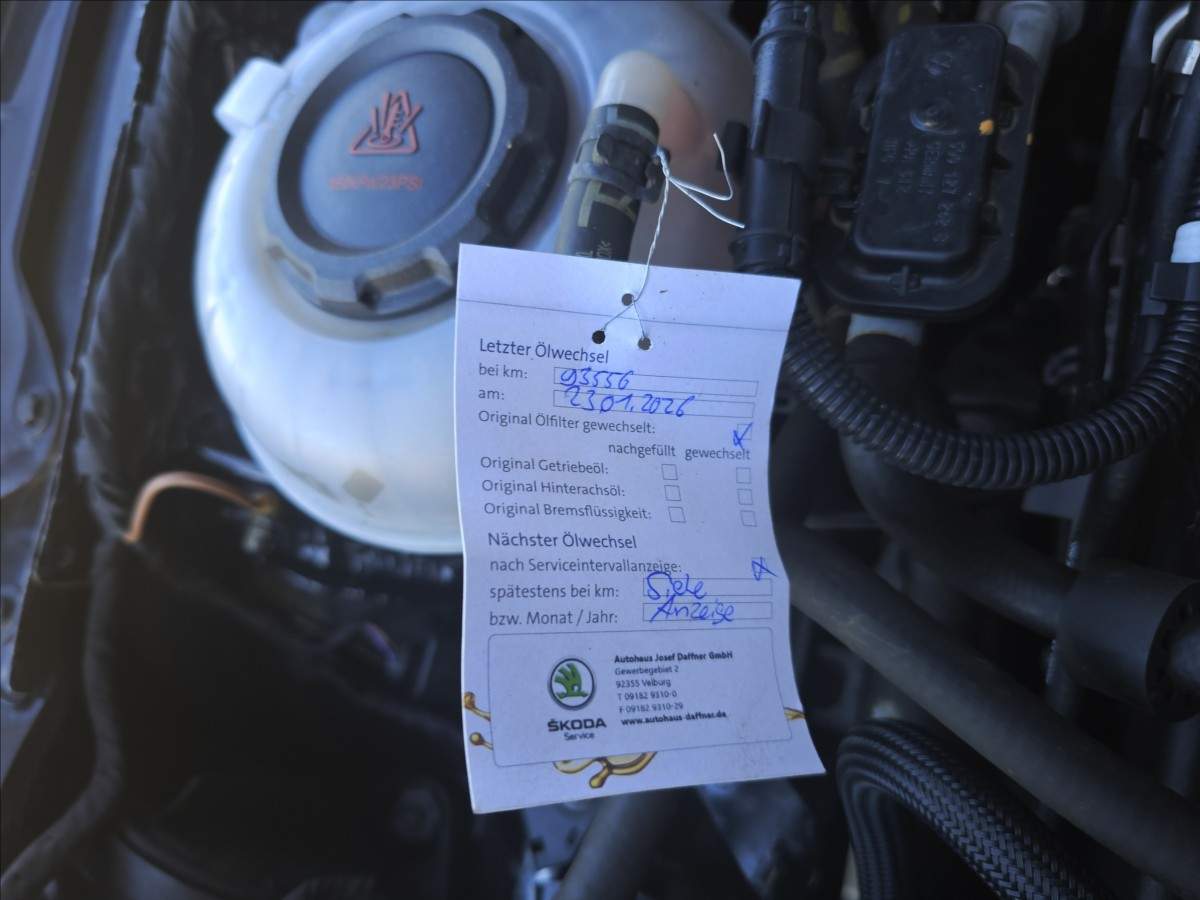 Letzter Ölwechsel
bei km: 93556
am: 23.01.2026
Original Ölfilter gewechselt:
nachgefüllt gewechselt
Original Getriebeöl:
Original Hinterachsöl:
Original Bremsflüssigkeit:
Nächster Ölwechsel
nach Serviceintervallanzeige:
spätestens bei km: Siehe
bzw. Monat / Jahr: Anzeige
Autohaus Josef Daffner GmbH
Gewerbegebiet 2
92355 Velburg
T 09182 9310-0
F 09182 9310-29
www.autohaus-daffner.de
ŠKODA
Service